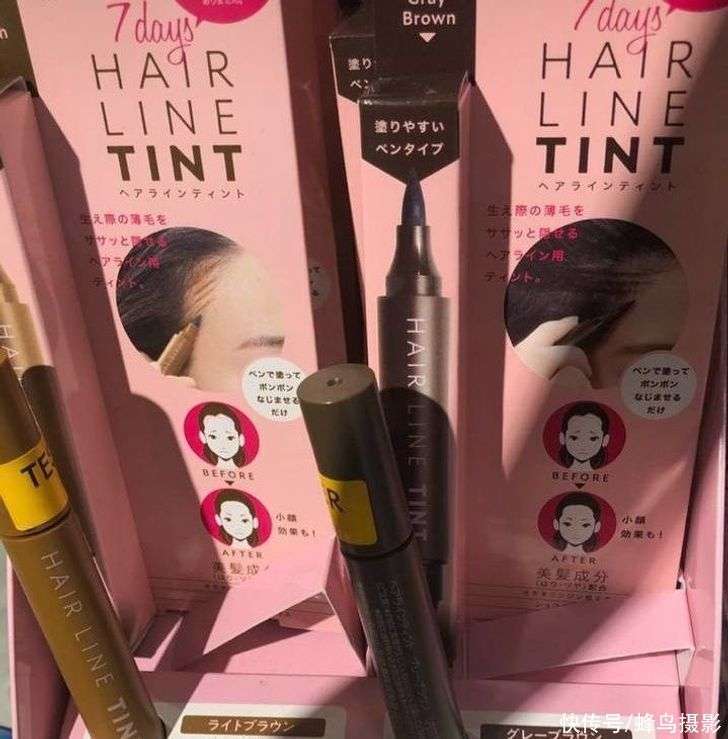 7days
HAIR
LINE
TINT
ヘアラインティント
生え際の薄毛を
ササッと隠せる
ヘアライン用
ティント。
ペンで塗って
ポンポン
なじませる
だけ
BEFORE
小顔
効果も!
AFTER
HAIR LINE TIN
ライトブラウン
Gray
Brown
塗りやすい
ペンタイプ
HAIR LINE TINT
7days
HAIR
LINE
TINT
ヘアラインティント
生え際の薄毛を
ササッと隠せる
ヘアライン用
ティント。
ペンで塗って
ポンポン
なじませる
だけ
BEFORE
小顔
効果も!
AFTER
美髪成分
グレーブラウン
快传号/蜂鸟摄影